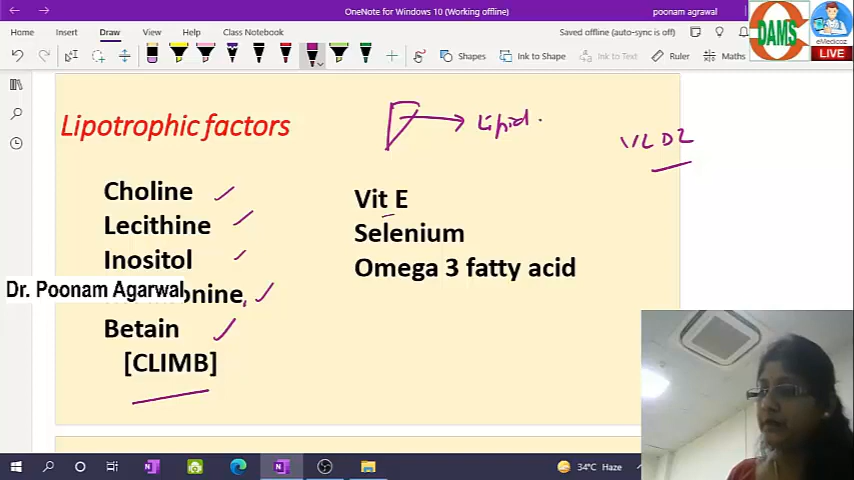 OneNote for Windows 10 (Working offline)
poonam agrawal
Home Insert Draw View Help Class Notebook
Saved offline (auto-sync is off)
Shapes Ink to Shape Ink to Text Ruler Maths
DAMS
eMedicoz
LIVE
Lipotrophic factors
Lipid.
VLDL
Choline
Lecithine
Inositol
Dr. Poonam Agarwal
onine
Betain
[CLIMB]
Vit E
Selenium
Omega 3 fatty acid
34°C Haze